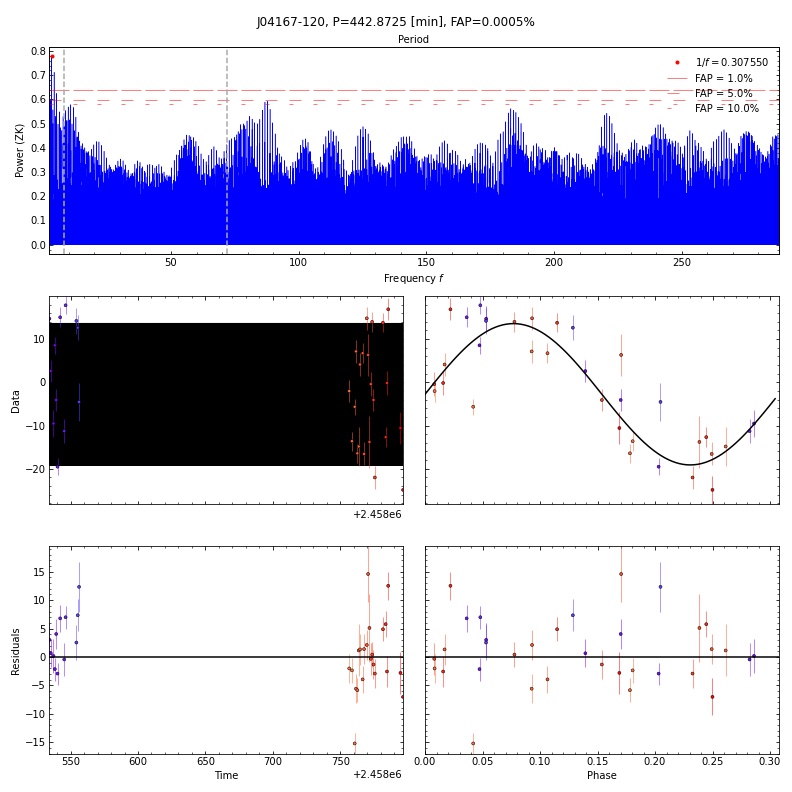 J04167-120, P=442.8725 [min], FAP=0.0005%
Period
0.8
0.7
0.6
0.5
0.4
0.3
0.2
0.1
0.0
Power (ZK)
1/f = 0.307550
FAP = 1.0%
FAP = 5.0%
FAP = 10.0%
50
100
150
200
250
Frequency f
10
0
−10
−20
Data
+2.458e6
15
10
5
0
−5
−10
−15
Residuals
550
600
650
700
750
+2.458e6
Time
0.00
0.05
0.10
0.15
0.20
0.25
0.30
Phase